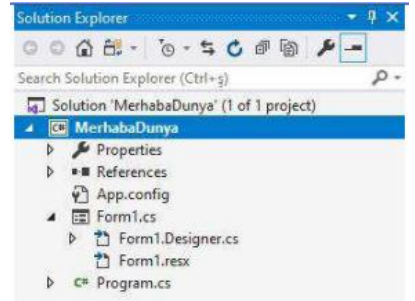 Solution Explorer
Search Solution Explorer (Ctrl+ş)
Solution 'MerhabaDunya' (1 of 1 project)
C# MerhabaDunya
Properties
References
App.config
Form1.cs
Form1.Designer.cs
Form1.resx
C# Program.cs